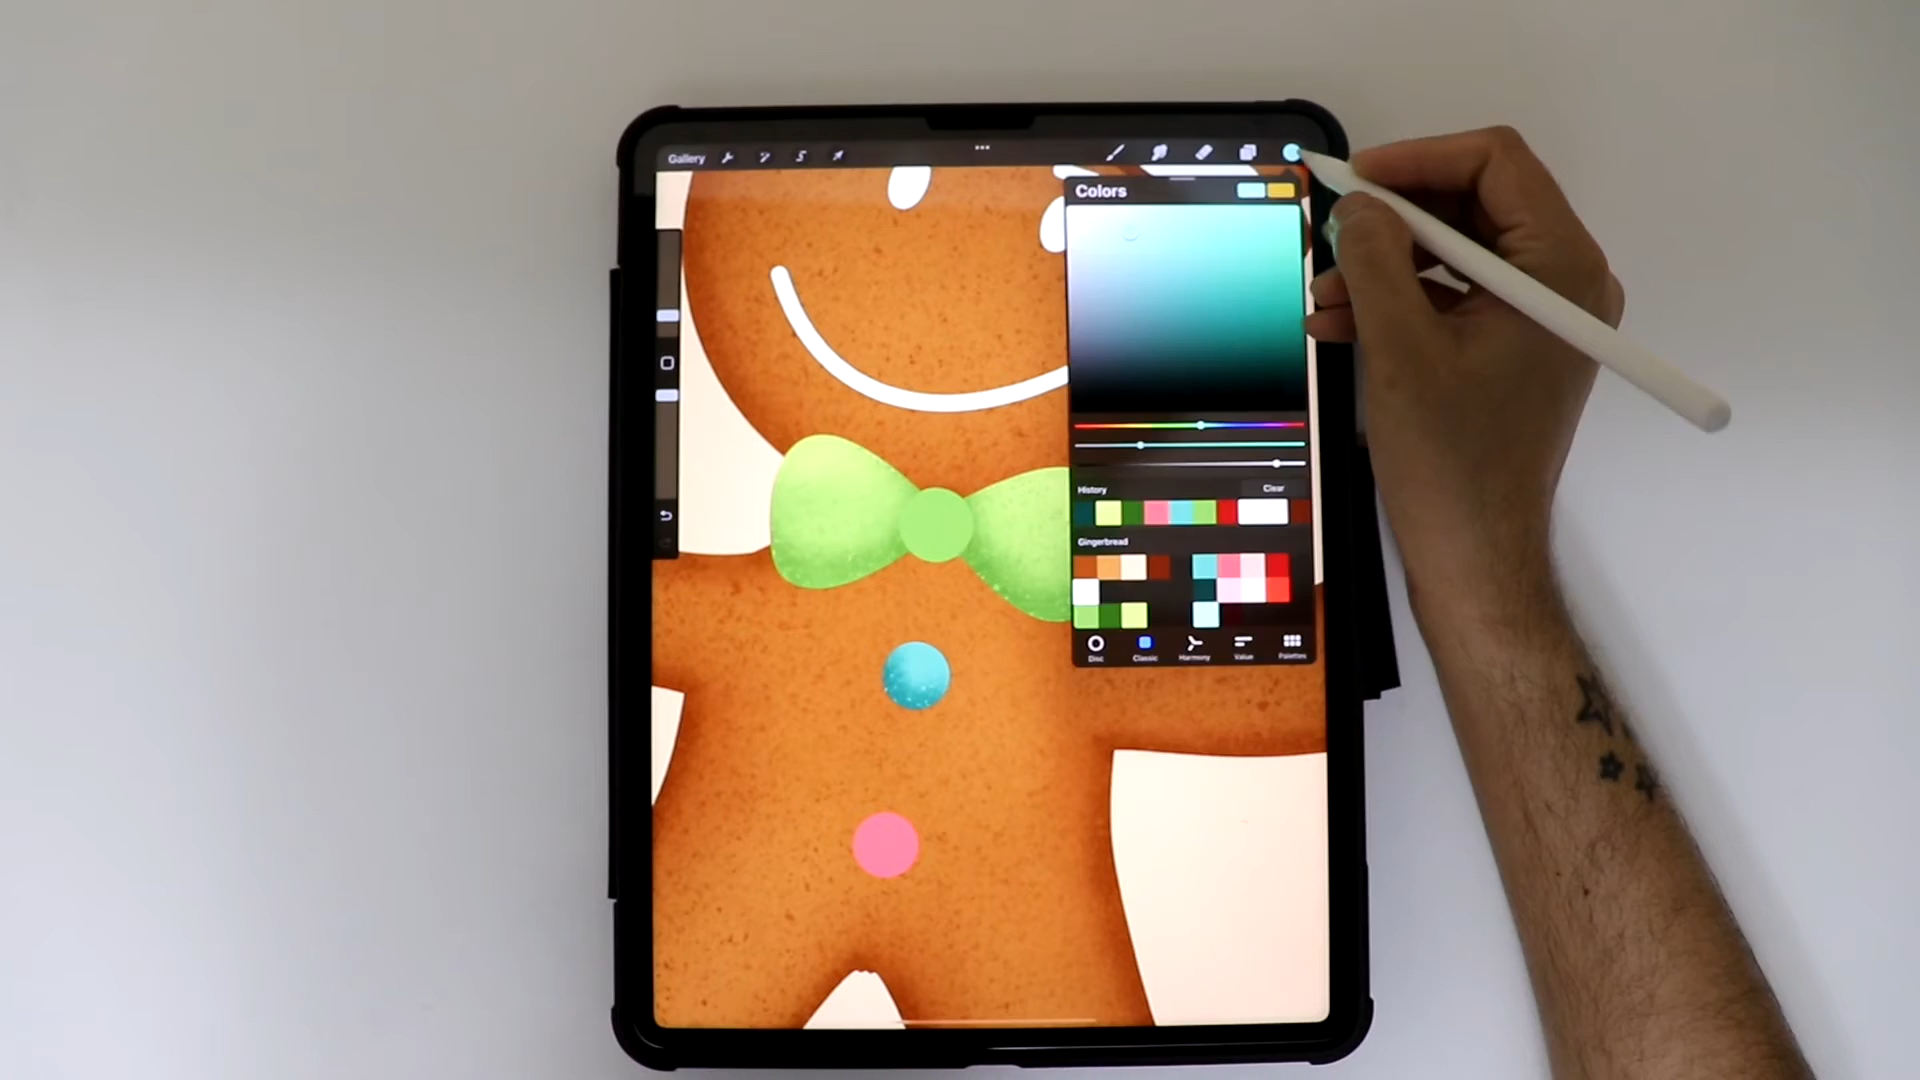 Gallery
Colors
History
Clear
Gingerbread
Disc
Classic
Harmony
Value
Palettes